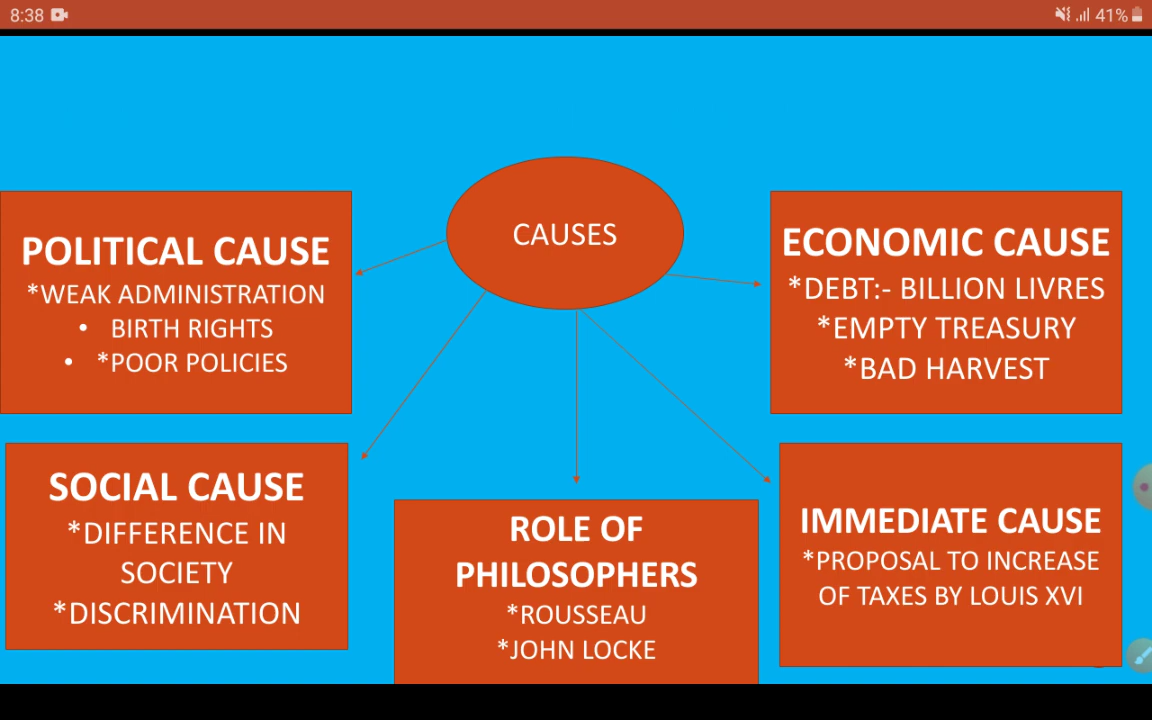 8:38
41%
CAUSES
POLITICAL CAUSE
*WEAK ADMINISTRATION
• BIRTH RIGHTS
• *POOR POLICIES
ECONOMIC CAUSE
*DEBT:- BILLION LIVRES
*EMPTY TREASURY
*BAD HARVEST
SOCIAL CAUSE
*DIFFERENCE IN
SOCIETY
*DISCRIMINATION
ROLE OF
PHILOSOPHERS
*ROUSSEAU
*JOHN LOCKE
IMMEDIATE CAUSE
*PROPOSAL TO INCREASE
OF TAXES BY LOUIS XVI